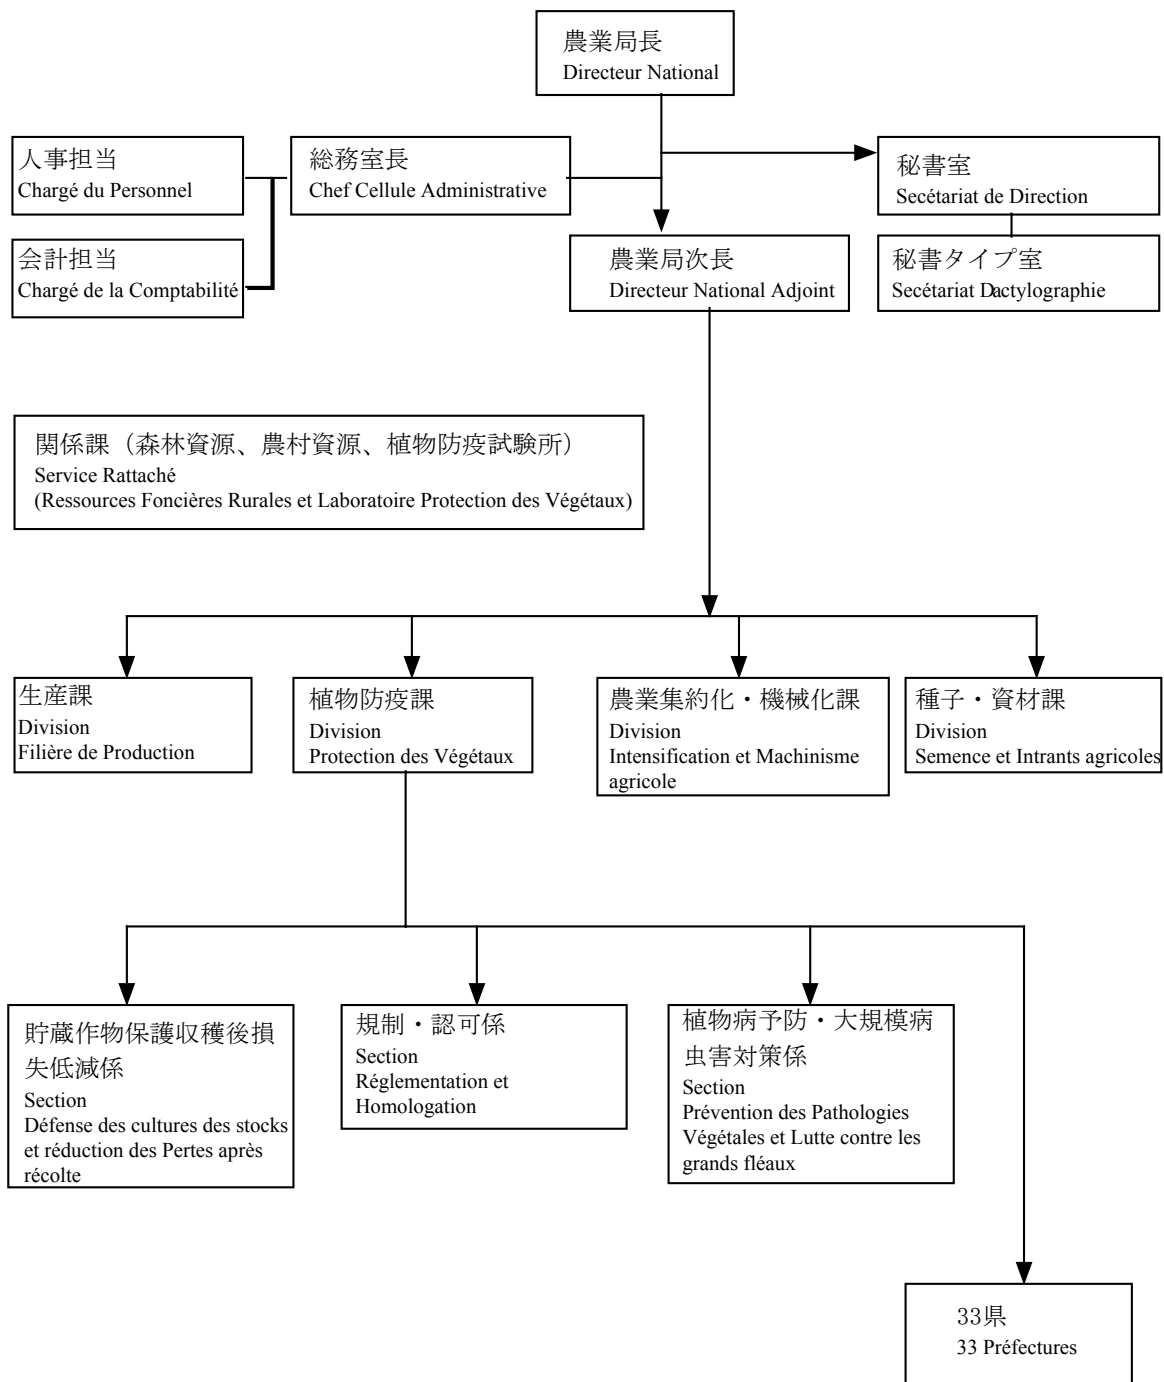 農業局長
Directeur National
人事担当
Chargé du Personnel
総務室長
Chef Cellule Administrative
秘書室
Secétariat de Direction
会計担当
Chargé de la Comptabilité
農業局次長
Directeur National Adjoint
秘書タイプ室
Secétariat Dactylographie
関係課（森林資源、農村資源、植物防疫試験所）
Service Rattaché
(Ressources Foncières Rurales et Laboratoire Protection des Végétaux)
生産課
Division
Filière de Production
植物防疫課
Division
Protection des Végétaux
農業集約化・機械化課
Division
Intensification et Machinisme
agricole
種子・資材課
Division
Semence et Intrants agricoles
貯蔵作物保護収穫後損
失低減係
Section
Défense des cultures des stocks
et réduction des Pertes après
récolte
規制・認可係
Section
Réglementation et
Homologation
植物病予防・大規模病
虫害対策係
Section
Prévention des Pathologies
Végétales et Lutte contre les
grands fléaux
33県
33 Préfectures